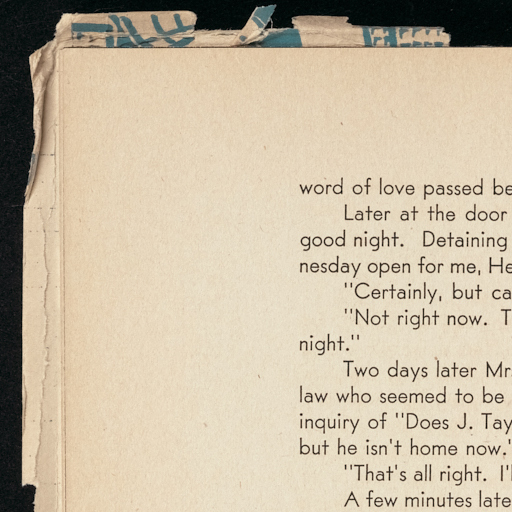 word of love passed be
Later at the door
good night. Detaining
nesday open for me, He
"Certainly, but ca
"Not right now. T
night."
Two days later Mr.
law who seemed to be
inquiry of "Does J. Tay
but he isn't home now."
"That's all right. I'l
A few minutes late